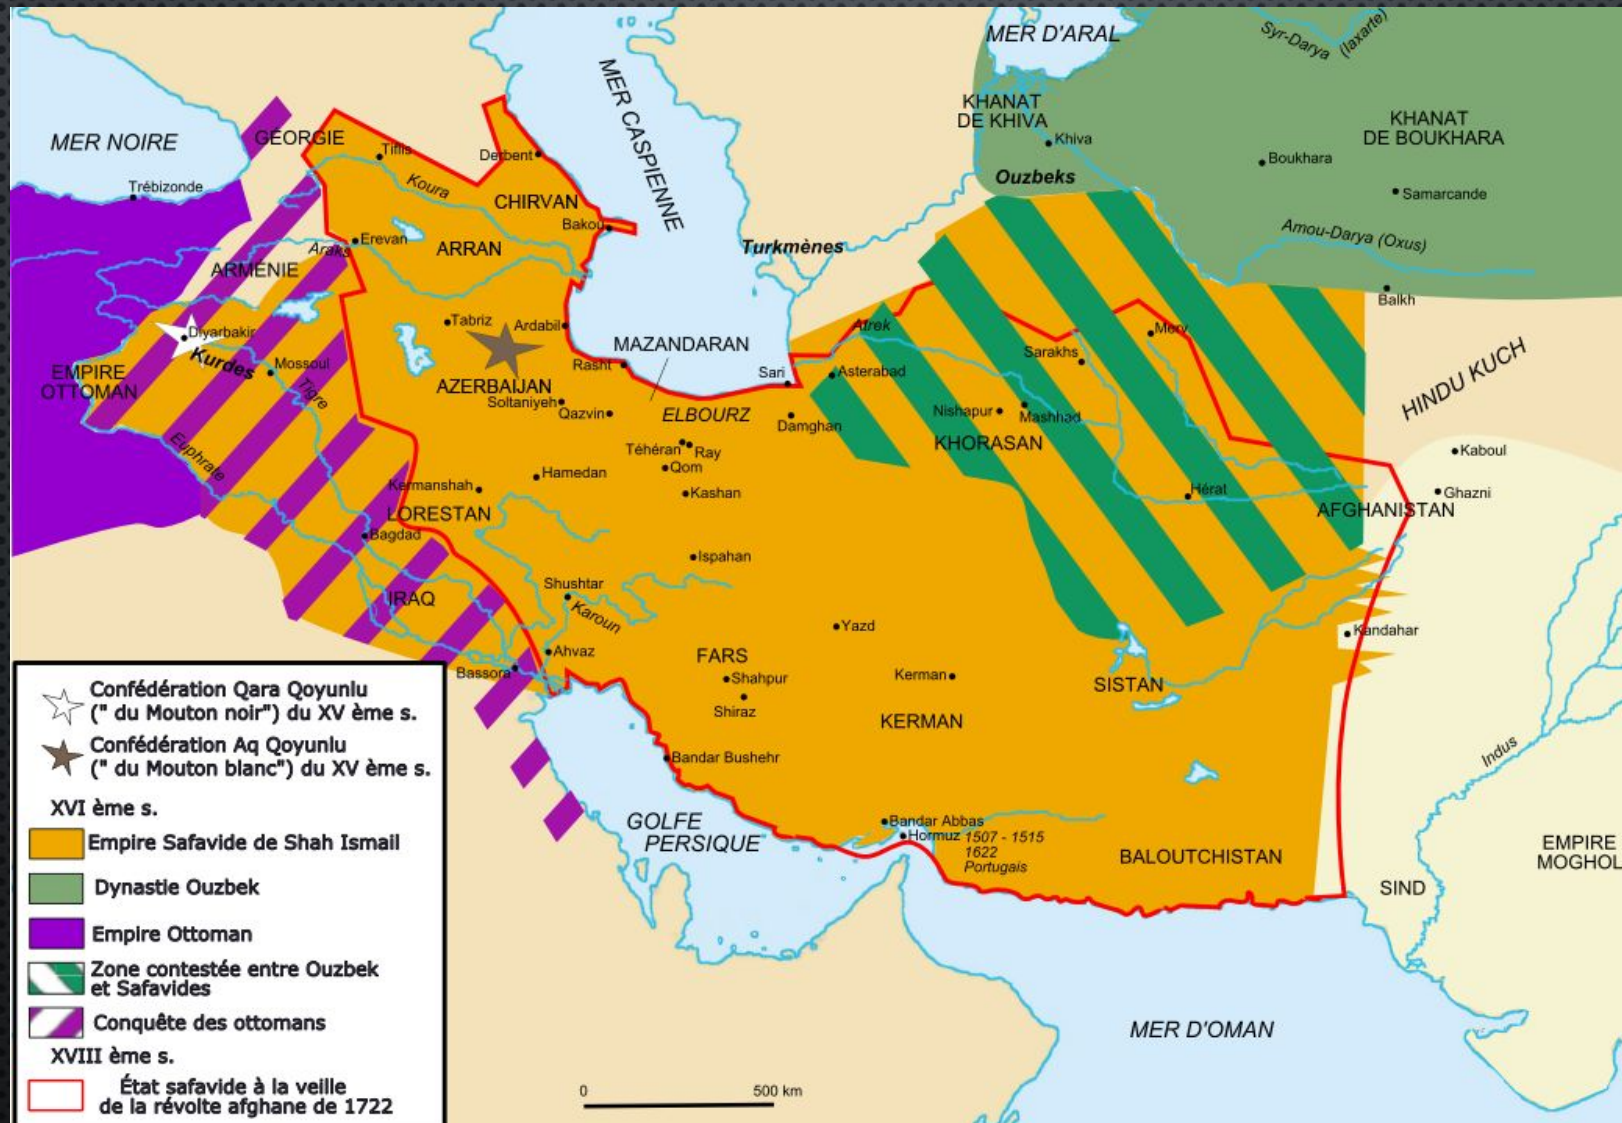 MER D'ARAL
Syr-Darya (Iaxarte)
MER NOIRE
GÉORGIE
Tiflis
Derbent
MER CASPIENNE
KHANAT
DE KHIVA
Khiva
KHANAT
DE BOUKHARA
Boukhara
Samarcande
Ouzbeks
Amou-Darya (Oxus)
Balkh
Trébizonde
Koura
CHIRVAN
Bakou
Turkmènes
Erevan
ARRAN
Araks
ARMÉNIE
Tabriz
Ardabil
Diyarbakir
Kurdes
Mossoul
EMPIRE
OTTOMAN
Tigre
Euphrate
AZERBAIJAN
Soltaniyeh
Qazvin
Rasht
MAZANDARAN
ELBOURZ
Sari
Asterabad
Damghan
Atrek
Sarakhs
Merv
Nishapur
Mashhad
KHORASAN
HINDU KUCH
Kaboul
Ghazni
Hérat
AFGHANISTAN
Téhéran
Ray
Qom
Kashan
Hamedan
Kermanshah
LORESTAN
Bagdad
Ispahan
IRAQ
Shushtar
Karoun
Yazd
Kandahar
Ahvaz
Bassora
FARS
Shahpur
Shiraz
Kerman
KERMAN
SISTAN
Bandar Bushehr
GOLFE
PERSIQUE
Bandar Abbas
Hormuz
1507 - 1515
1622
Portugais
BALOUTCHISTAN
Indus
SIND
EMPIRE
MOGHOL
MER D'OMAN
0 500 km
Confédération Qara Qoyunlu
(" du Mouton noir") du XV ème s.
Confédération Aq Qoyunlu
(" du Mouton blanc") du XV ème s.
XVI ème s.
Empire Safavide de Shah Ismail
Dynastie Ouzbek
Empire Ottoman
Zone contestée entre Ouzbek
et Safavides
Conquête des ottomans
XVIII ème s.
État safavide à la veille
de la révolte afghane de 1722